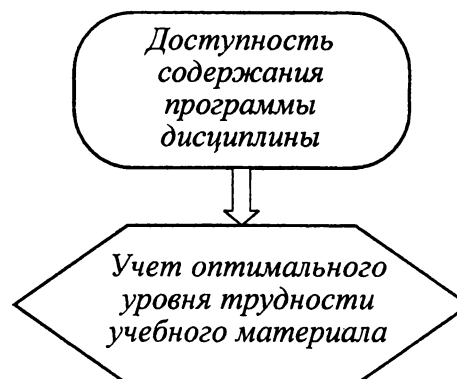 Доступность
содержания
программы
дисциплины
Учет оптимального
уровня трудности
учебного материала